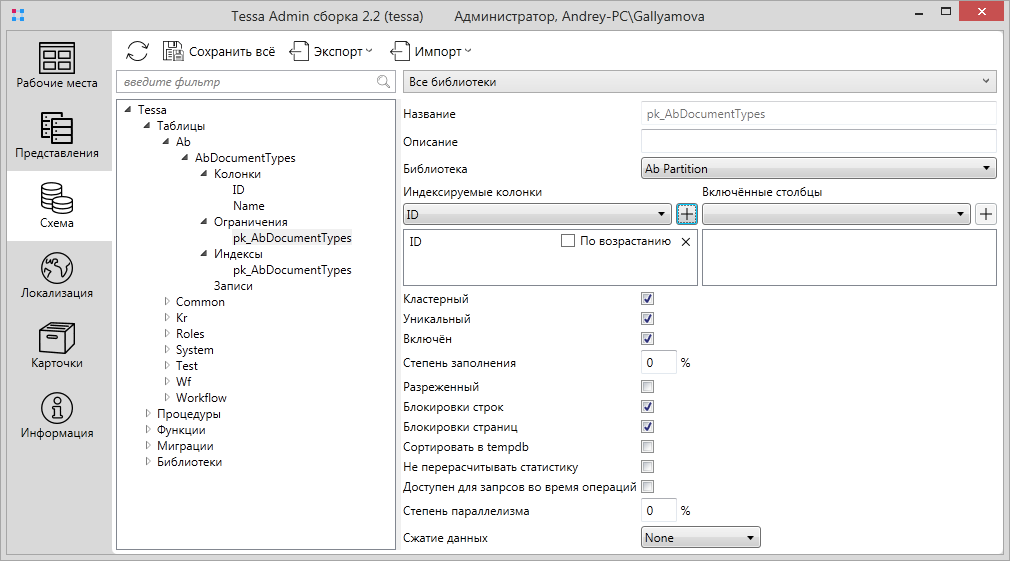 Tessa Admin сборка 2.2 (tessa) Администратор, Andrey-PC\Gallyamova
Сохранить всё Экспорт Импорт
Рабочие места
Представления
Схема
Локализация
Карточки
Информация
введите фильтр
Tessa
Таблицы
Ab
AbDocumentTypes
Колонки
ID
Name
Ограничения
pk_AbDocumentTypes
Индексы
pk_AbDocumentTypes
Записи
Common
Kr
Roles
System
Test
Wf
Workflow
Процедуры
Функции
Миграции
Библиотеки
Все библиотеки
Название pk_AbDocumentTypes
Описание
Библиотека Ab Partition
Индексируемые колонки Включённые столбцы
ID
ID По возрастанию
Кластерный
Уникальный
Включён
Степень заполнения 0 %
Разреженный
Блокировки строк
Блокировки страниц
Сортировать в tempdb
Не перерасчитывать статистику
Доступен для запрсов во время операций
Степень параллелизма 0 %
Сжатие данных None